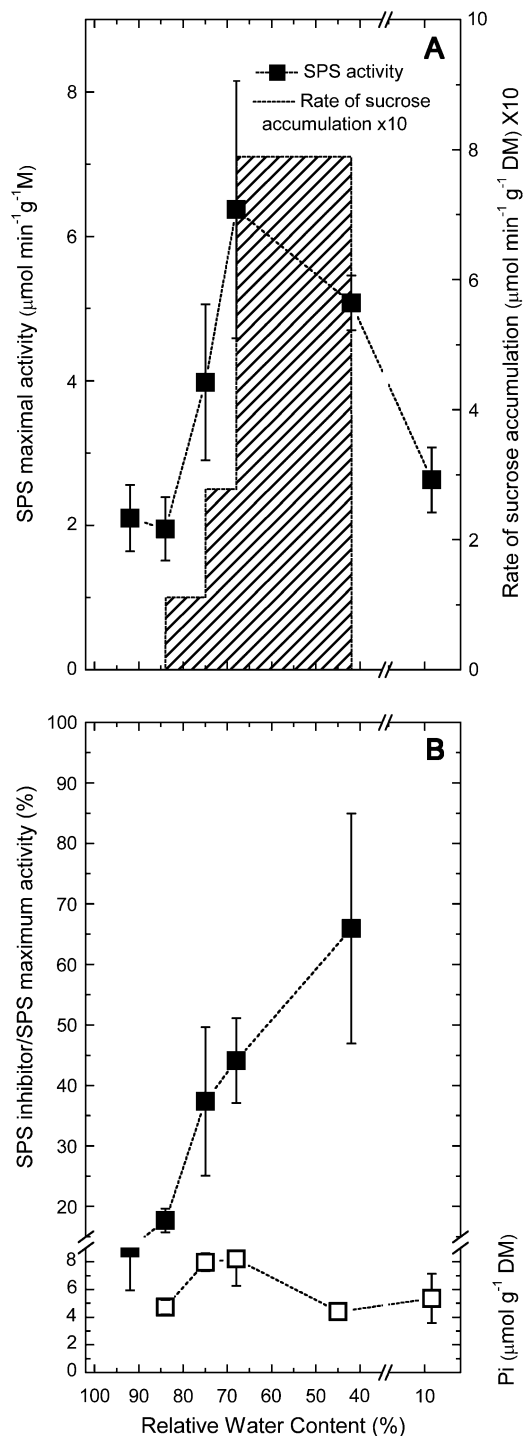 A
SPS activity
Rate of sucrose
accumulation x10
SPS maximal activity (μmol min⁻¹g⁻¹M)
8
6
4
2
0
Rate of sucrose accumulation (μmol min⁻¹ g⁻¹ DM) X10
10
8
6
4
2
0
B
SPS inhibitor/SPS maximum activity (%)
100
90
80
70
60
50
40
30
20
8
6
4
2
0
Pi (μmol g⁻¹ DM)
100 90 80 70 60 50 40 10
Relative Water Content (%)